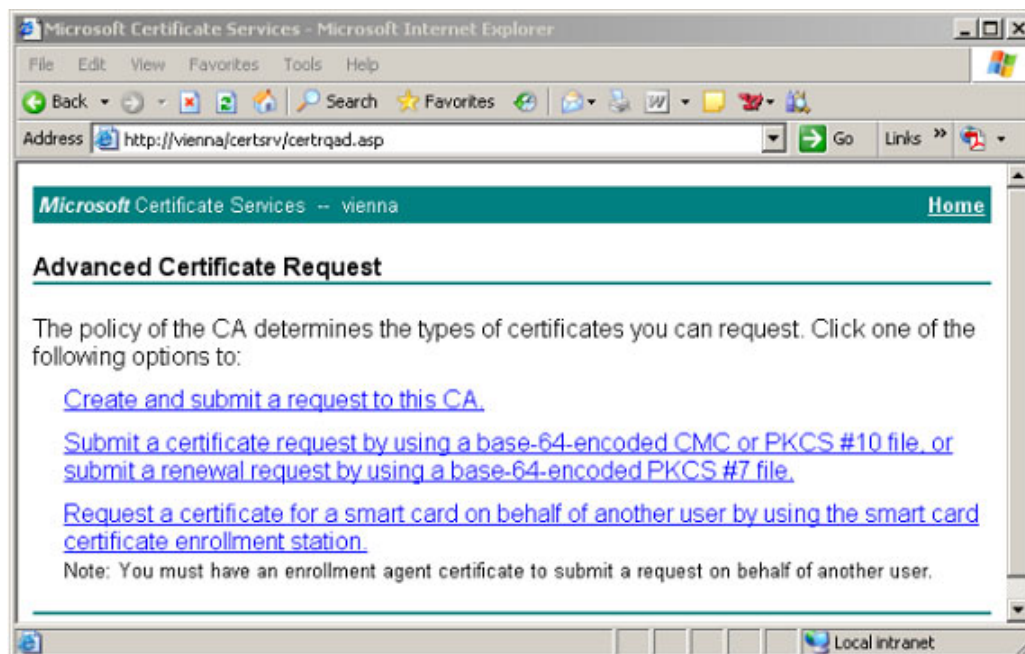 Microsoft Certificate Services - Microsoft Internet Explorer
File Edit View Favorites Tools Help
Back Search Favorites W
Address http://vienna/certsrv/certrqad.asp Go Links »
Microsoft Certificate Services -- vienna Home
Advanced Certificate Request
The policy of the CA determines the types of certificates you can request. Click one of the
following options to:
Create and submit a request to this CA.
Submit a certificate request by using a base-64-encoded CMC or PKCS #10 file, or
submit a renewal request by using a base-64-encoded PKCS #7 file.
Request a certificate for a smart card on behalf of another user by using the smart card
certificate enrollment station.
Note: You must have an enrollment agent certificate to submit a request on behalf of another user.
Local intranet